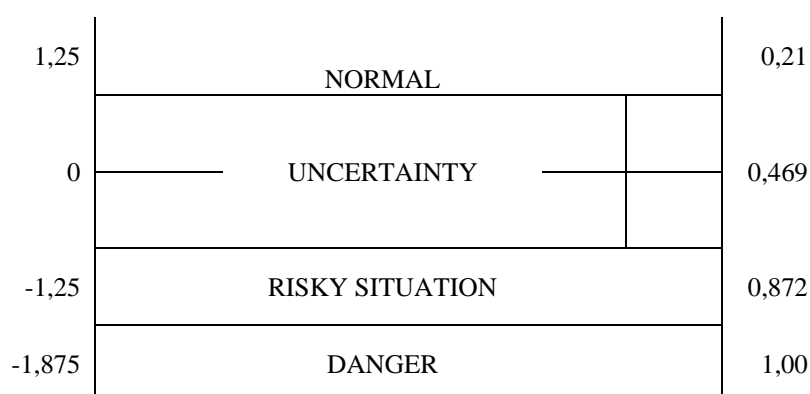 1,25 0,21
NORMAL
0 UNCERTAINTY 0,469
-1,25 RISKY SITUATION 0,872
-1,875 DANGER 1,00